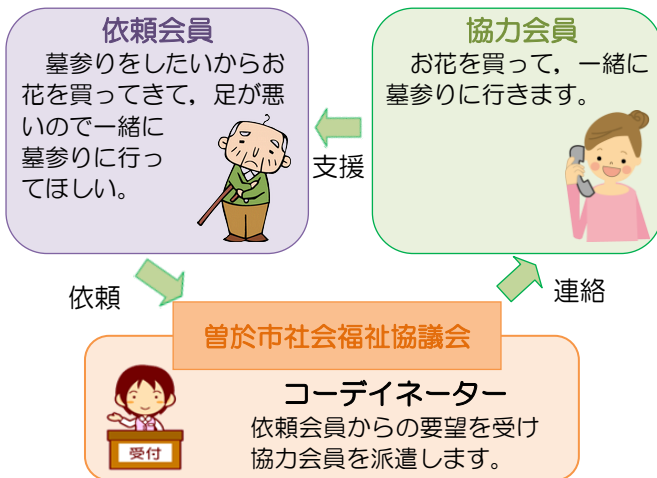 依頼会員
墓参りをしたいからお
花を買ってきて，足が悪
いので一緒に
墓参りに行っ
てほしい。
協力会員
お花を買って，一緒に
墓参りに行きます。
支援
依頼
連絡
曽於市社会福祉協議会
コーデイネーター
依頼会員からの要望を受け
協力会員を派遣します。
受付